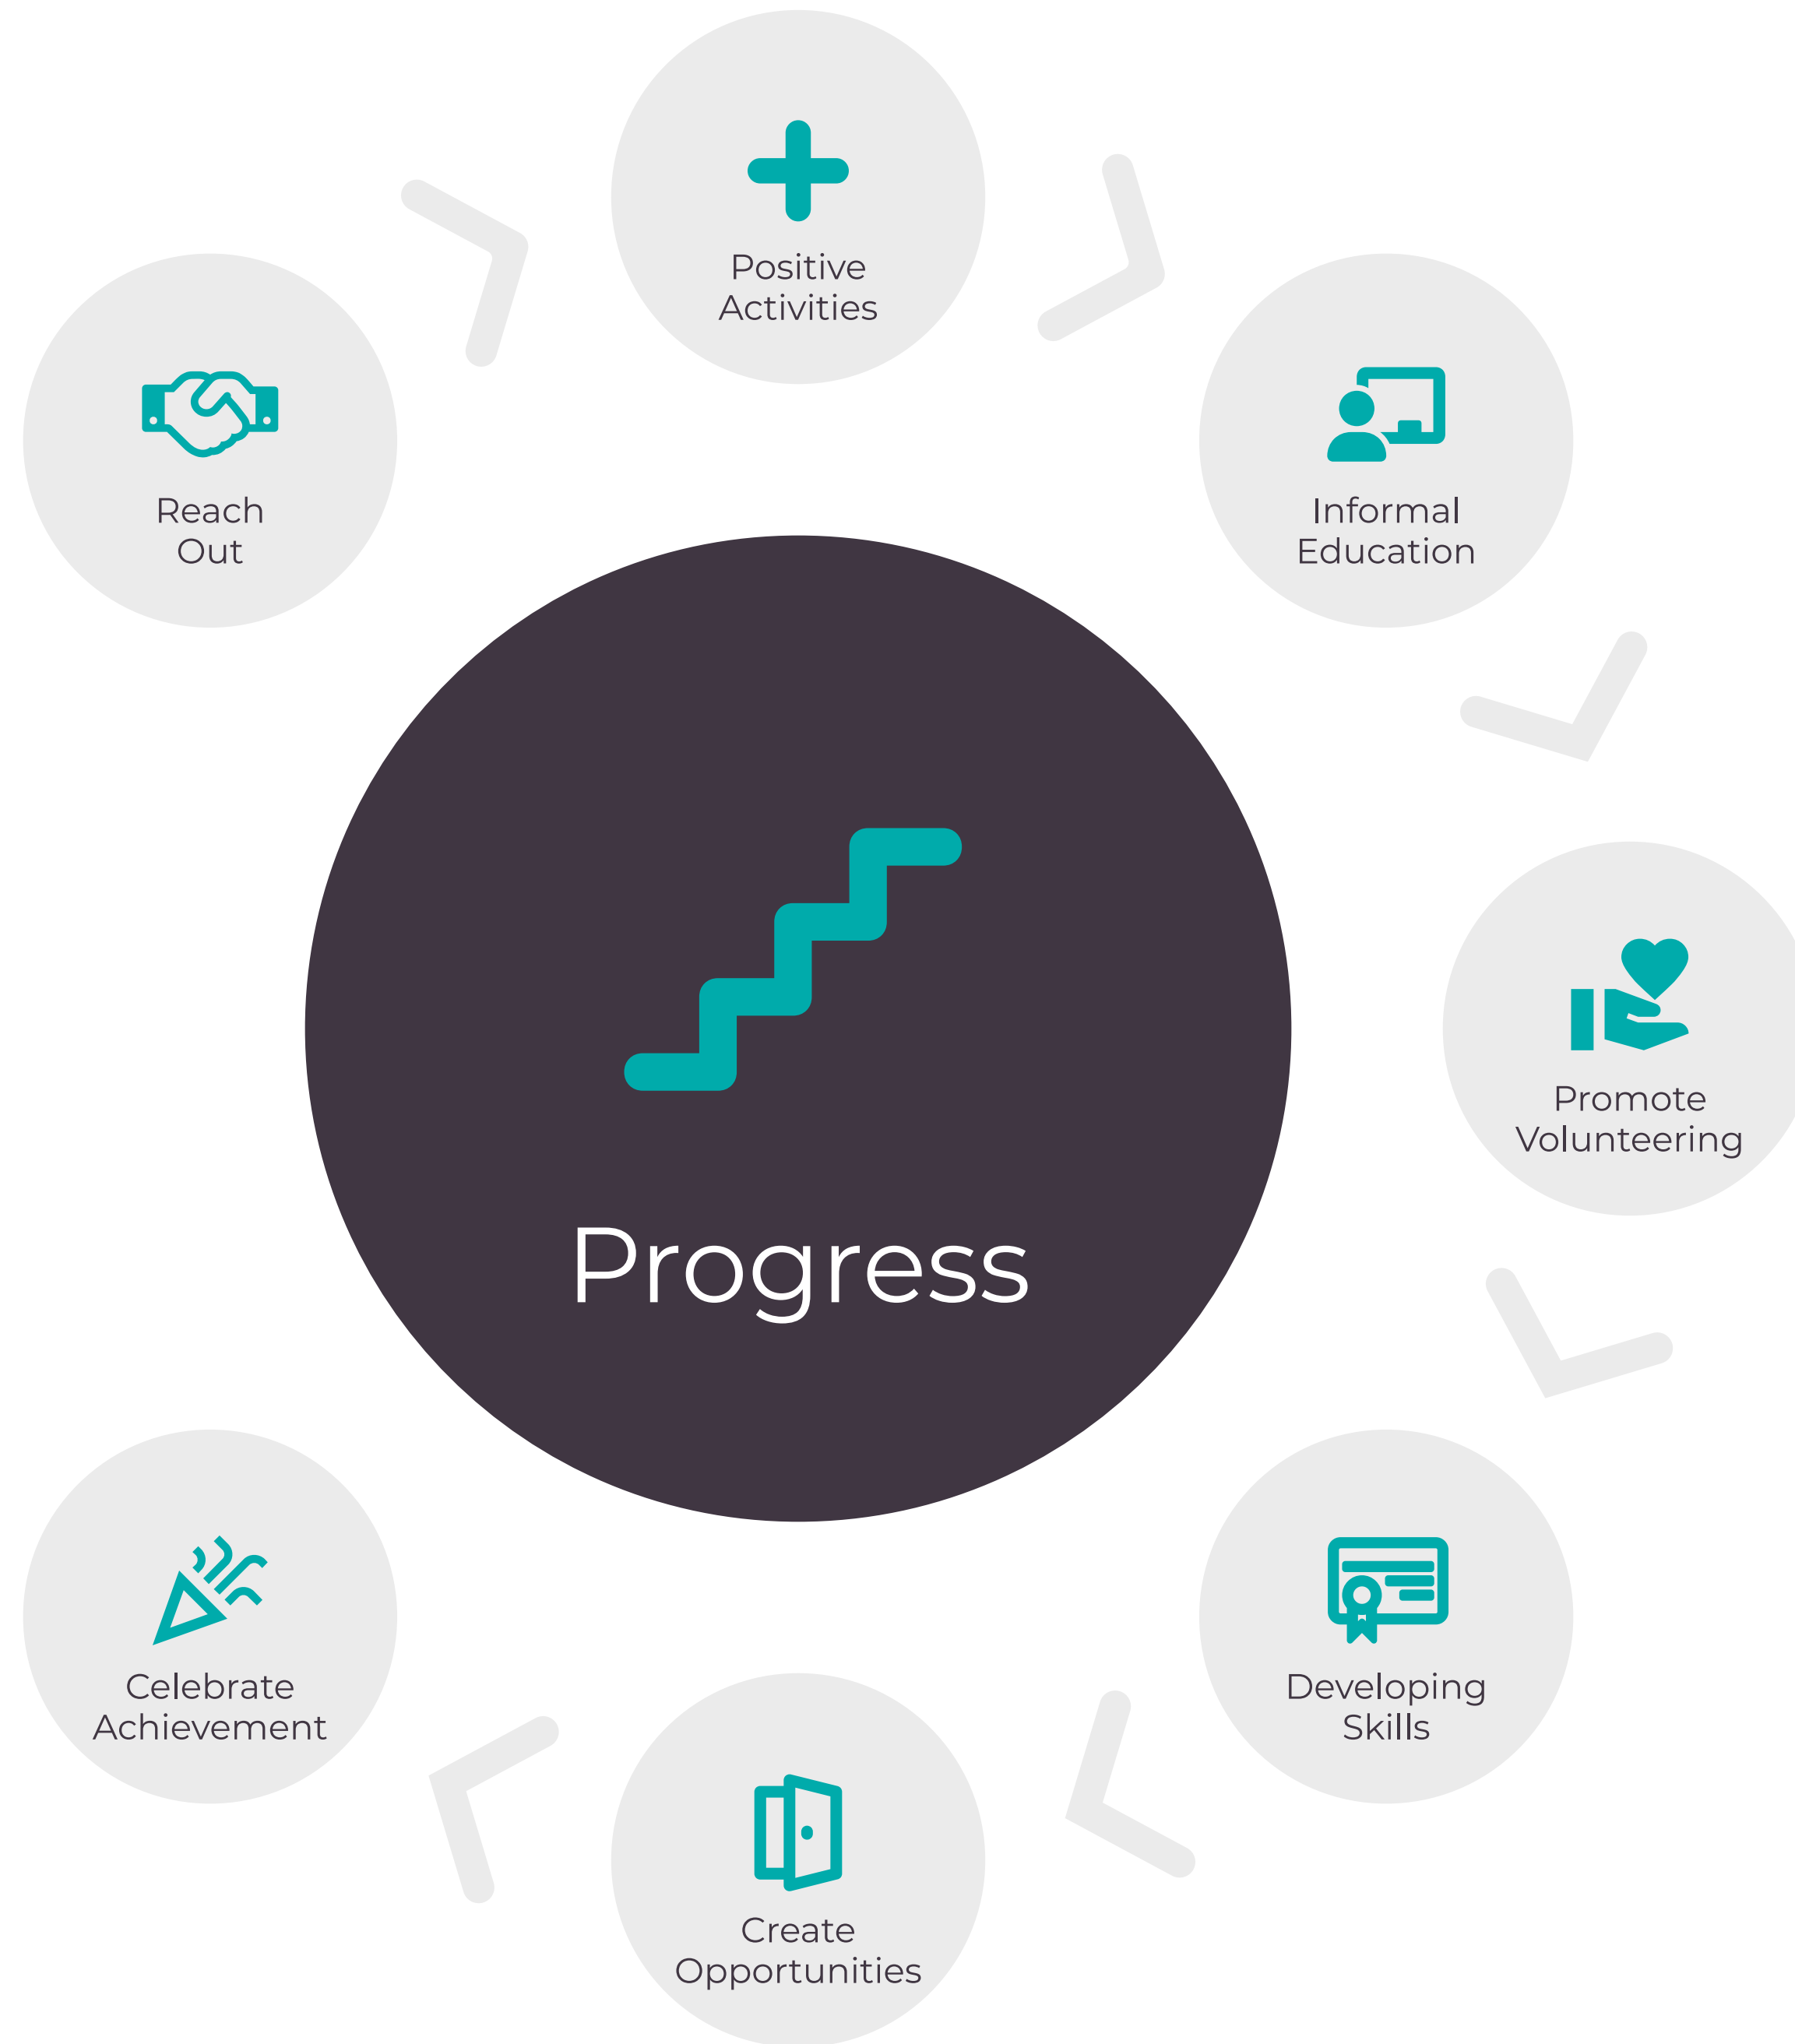 Positive
Activities
Reach
Out
Informal
Education
Promote
Volunteering
Progress
Celebrate
Achievement
Developing
Skills
Create
Opportunities